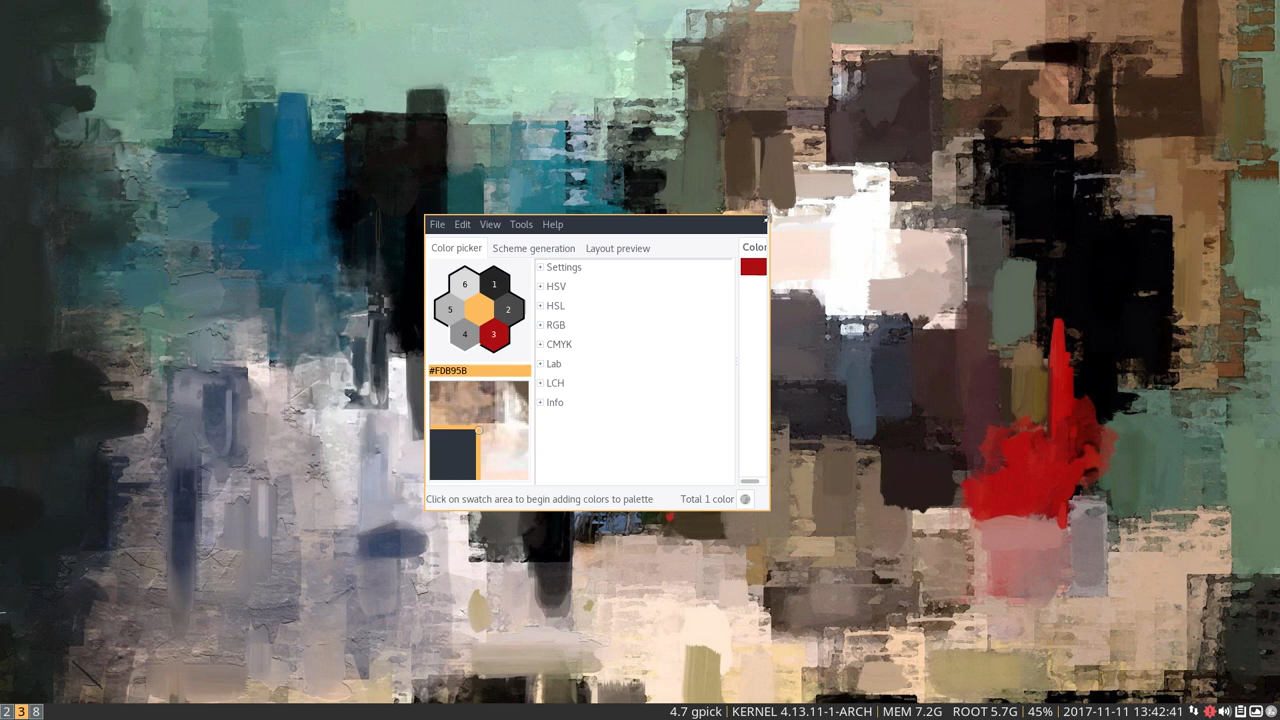 File Edit View Tools Help
Color picker Scheme generation Layout preview Color
6 1
5 2
4 3
#FDB95B
Settings
HSV
HSL
RGB
CMYK
Lab
LCH
Info
Click on swatch area to begin adding colors to palette Total 1 color
2 3 8 4.7 gpick | KERNEL 4.13.11-1-ARCH | MEM 7.2G ROOT 5.7G | 45% | 2017-11-11 13:42:41